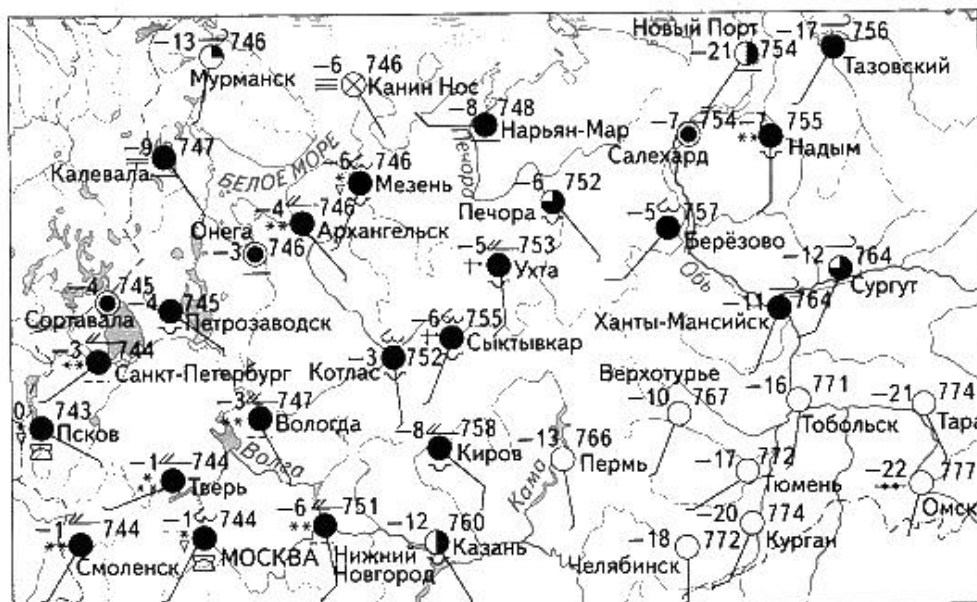 Новый Порт
-13 746
Мурманск
-6 746
Канин Нос
-21 754
-17 756
Тазовский
-8 748
Нарьян-Мар
Печора
-7 754
Салехард
-7 755
Надым
-9 747
Калевала
БЕЛОЕ МОРЕ
-6 746
Мезень
-6 752
Печора
-4 746
Архангельск
Онега
-3 746
-5 757
Берёзово
-5 753
Ухта
Обь
-12 764
Сургут
-4 745
Сортавала
-4 745
Петрозаводск
-11 764
Ханты-Мансийск
-6 755
Сыктывкар
-3 744
Санкт-Петербург
-3 752
Котлас
Верхотурье
-10 767
-16 771
Тобольск
-21 774
Тара
0 743
Псков
-3 747
Вологда
Волга
-8 758
Киров
-13 766
Пермь
Кама
-17 772
Тюмень
-22 777
Омск
-1 744
Тверь
-1 744
Смоленск
-1 744
МОСКВА
-6 751
Нижний
Новгород
-12 760
Казань
-20 774
Курган
-18 772
Челябинск